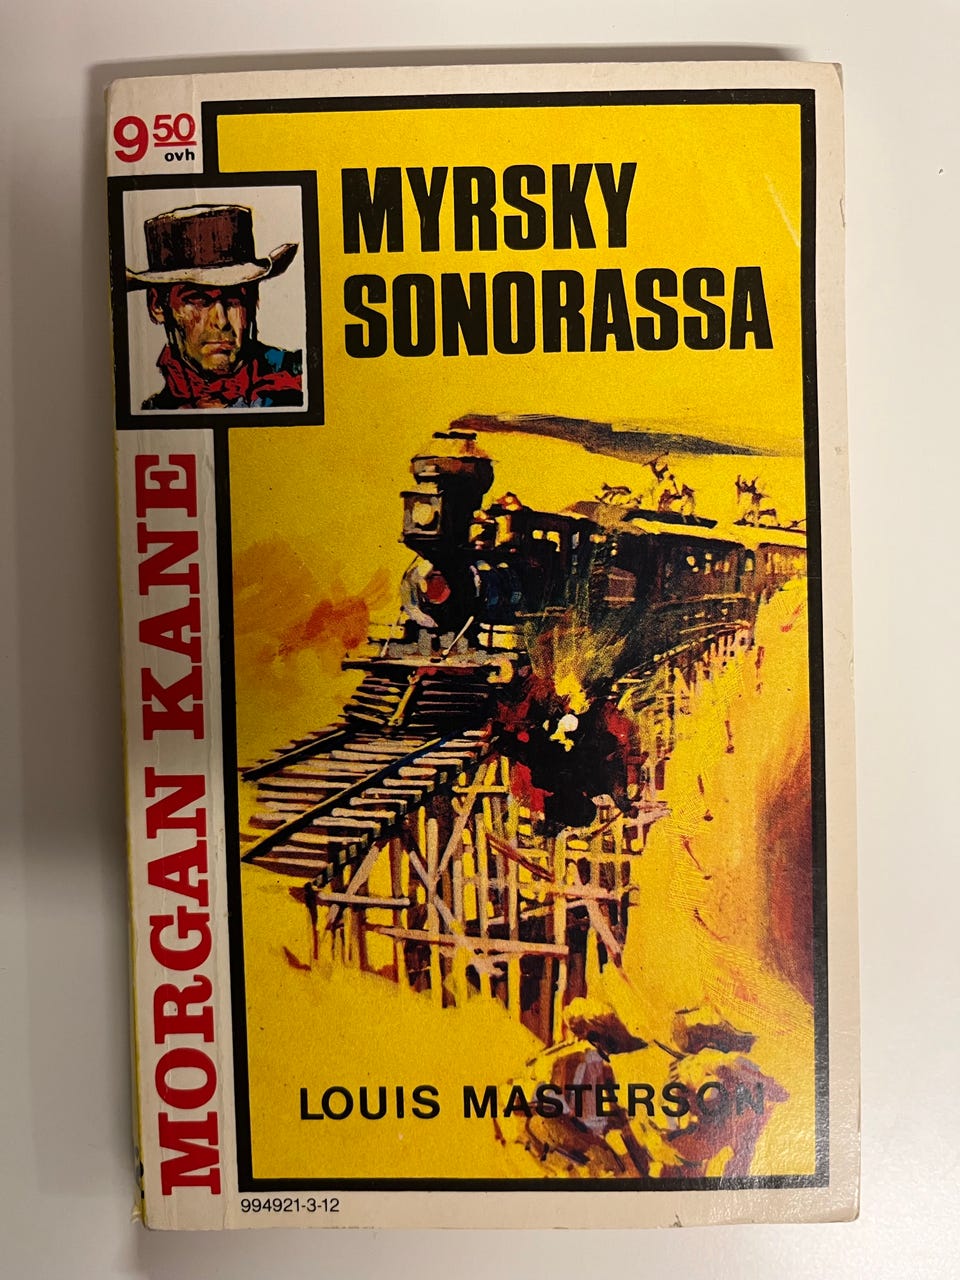 9 50
ovh
MYRSKY
SONORASSA
MORGAN KANE
LOUIS MASTERSON
994921-3-12